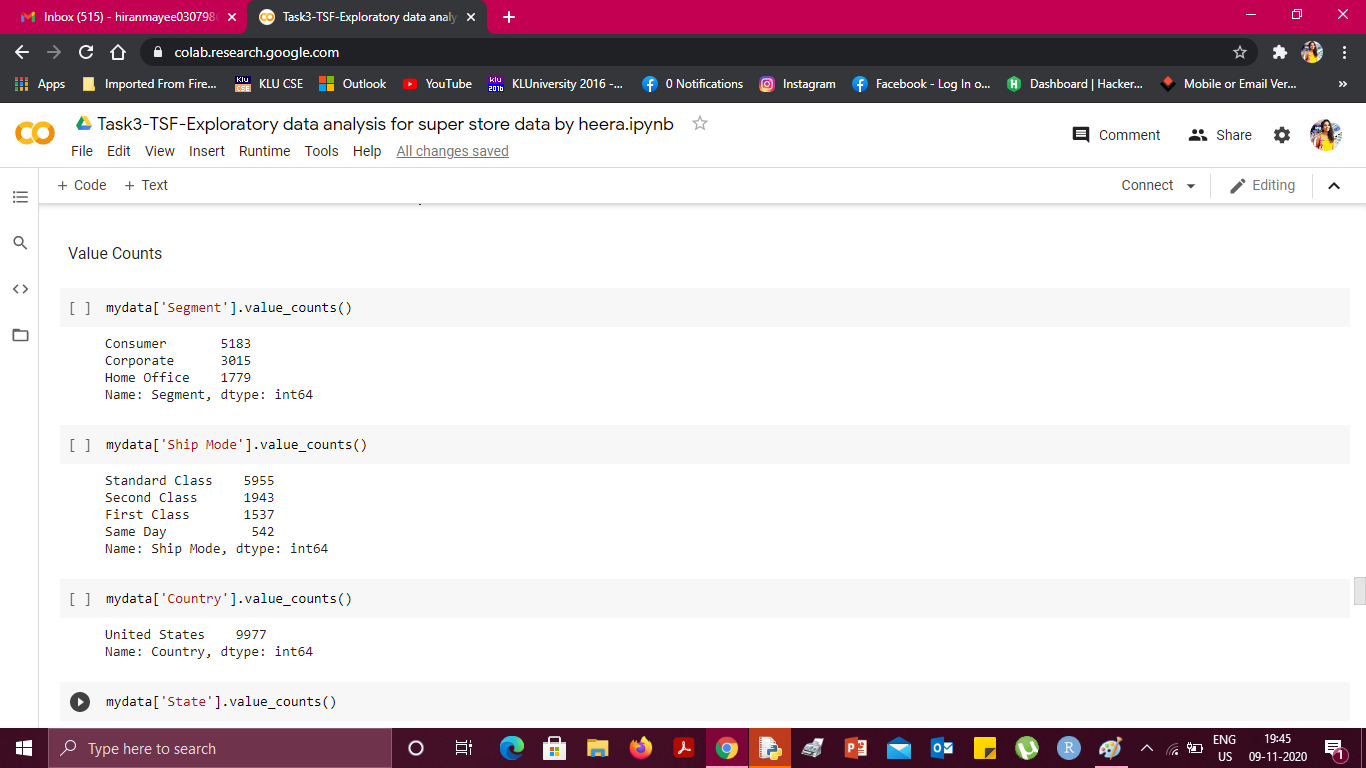 Inbox (515) - hiranmayee030798
Task3-TSF-Exploratory data analy
colab.research.google.com
Apps
Imported From Fire...
KLU CSE
Outlook
YouTube
KLUniversity 2016 -...
0 Notifications
Instagram
Facebook - Log In o...
Dashboard | Hacker...
Mobile or Email Ver...
»
CO
Task3-TSF-Exploratory data analysis for super store data by heera.ipynb
Comment
Share
File Edit View Insert Runtime Tools Help All changes saved
+ Code + Text
Connect
Editing
Value Counts
[ ] mydata['Segment'].value_counts()
Consumer 5183
Corporate 3015
Home Office 1779
Name: Segment, dtype: int64
[ ] mydata['Ship Mode'].value_counts()
Standard Class 5955
Second Class 1943
First Class 1537
Same Day 542
Name: Ship Mode, dtype: int64
[ ] mydata['Country'].value_counts()
United States 9977
Name: Country, dtype: int64
mydata['State'].value_counts()
Type here to search
ENG
US
19:45
09-11-2020
1